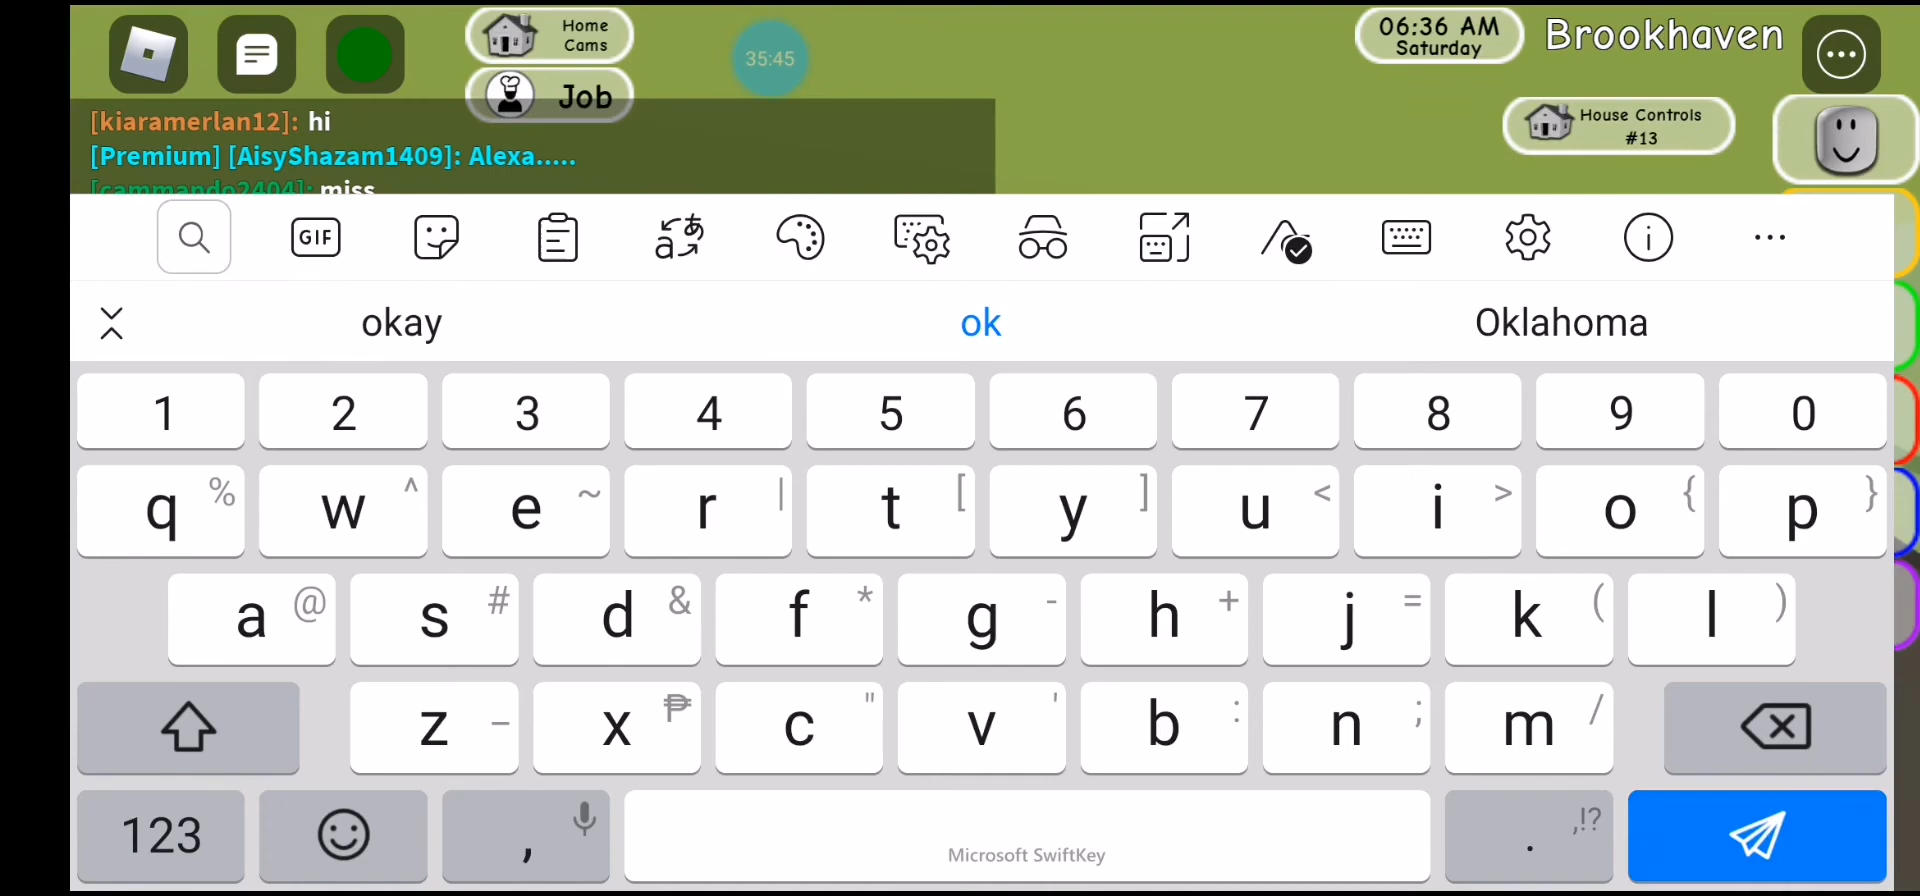 Home
Cams
35:45
06:36 AM
Saturday
Brookhaven
Job
[kiaramerlan12]: hi
House Controls
#13
[Premium] [AisyShazam1409]: Alexa.....
[cammando2404]: miss
GIF
okay ok Oklahoma
1 2 3 4 5 6 7 8 9 0
q % w ^ e ~ r | t [ y ] u < i > o { p }
a @ s # d & f * g - h + j = k ( l )
z _ x ₱ c " v ' b : n ; m /
123 , Microsoft SwiftKey . ,!?